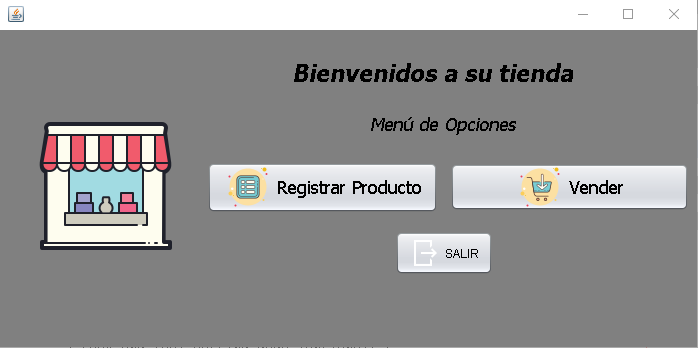 Bienvenidos a su tienda
Menú de Opciones
Registrar Producto
Vender
SALIR